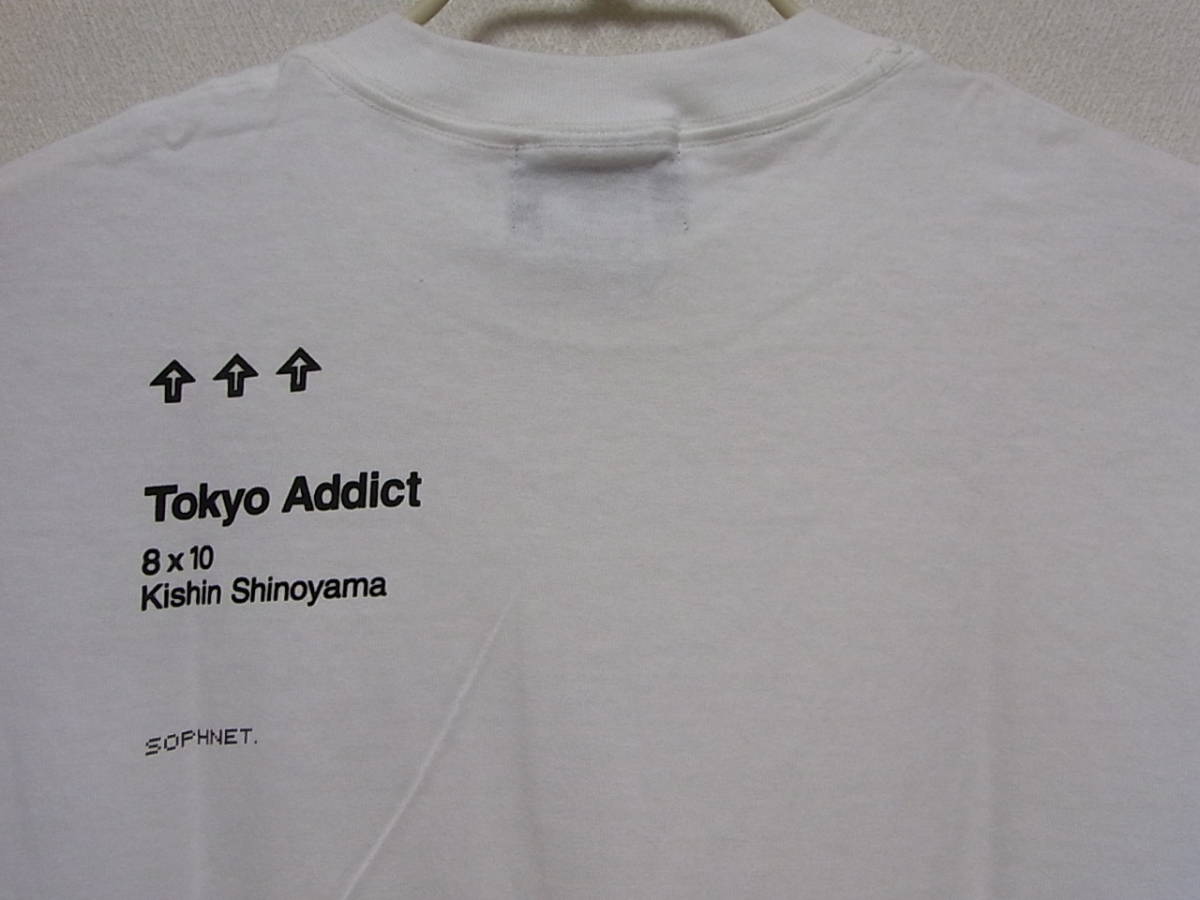 Tokyo Addict
8 x 10
Kishin Shinoyama
SOPHNET.